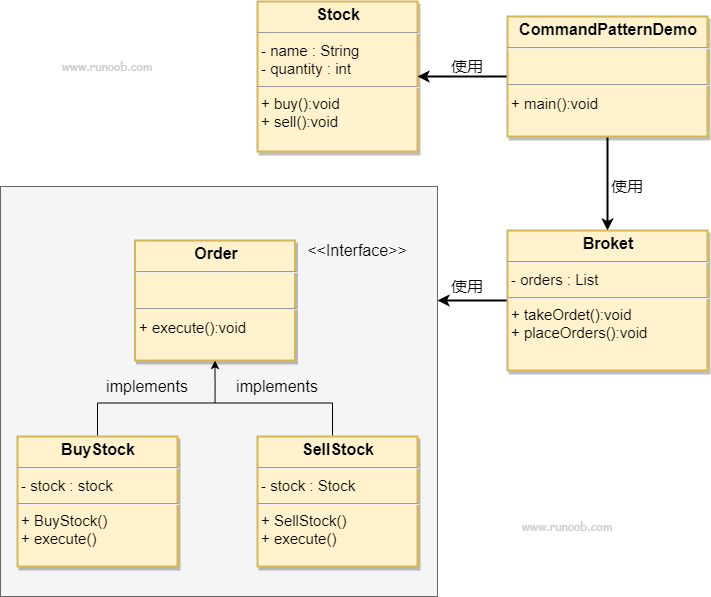 Stock
- name : String
- quantity : int
+ buy():void
+ sell():void
www.runoob.com
CommandPatternDemo
+ main():void
使用
使用
Broket
- orders : List
+ takeOrdet():void
+ placeOrders():void
使用
Order
<<Interface>>
+ execute():void
implements
implements
BuyStock
- stock : stock
+ BuyStock()
+ execute()
SellStock
- stock : Stock
+ SellStock()
+ execute()
www.runoob.com